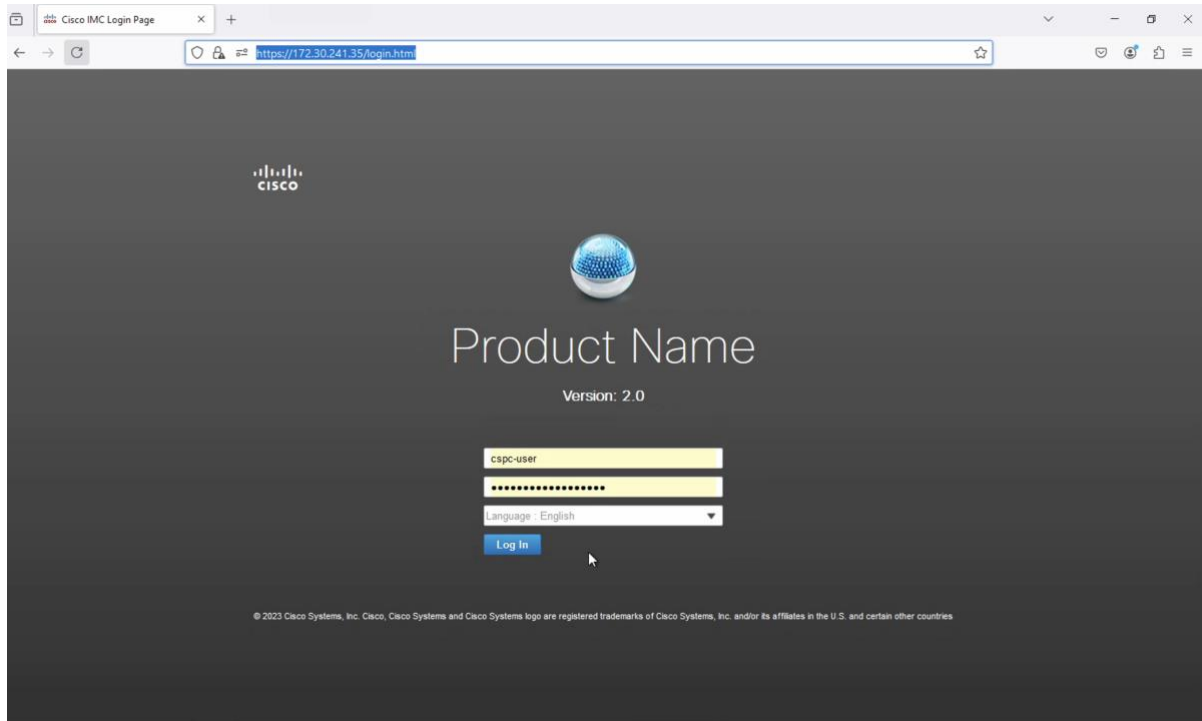 Cisco IMC Login Page
https://172.30.241.35/login.html
CISCO
Product Name
Version: 2.0
cspc-user
Language : English
Log In
© 2023 Cisco Systems, Inc. Cisco, Cisco Systems and Cisco Systems logo are registered trademarks of Cisco Systems, Inc. and/or its affiliates in the U.S. and certain other countries